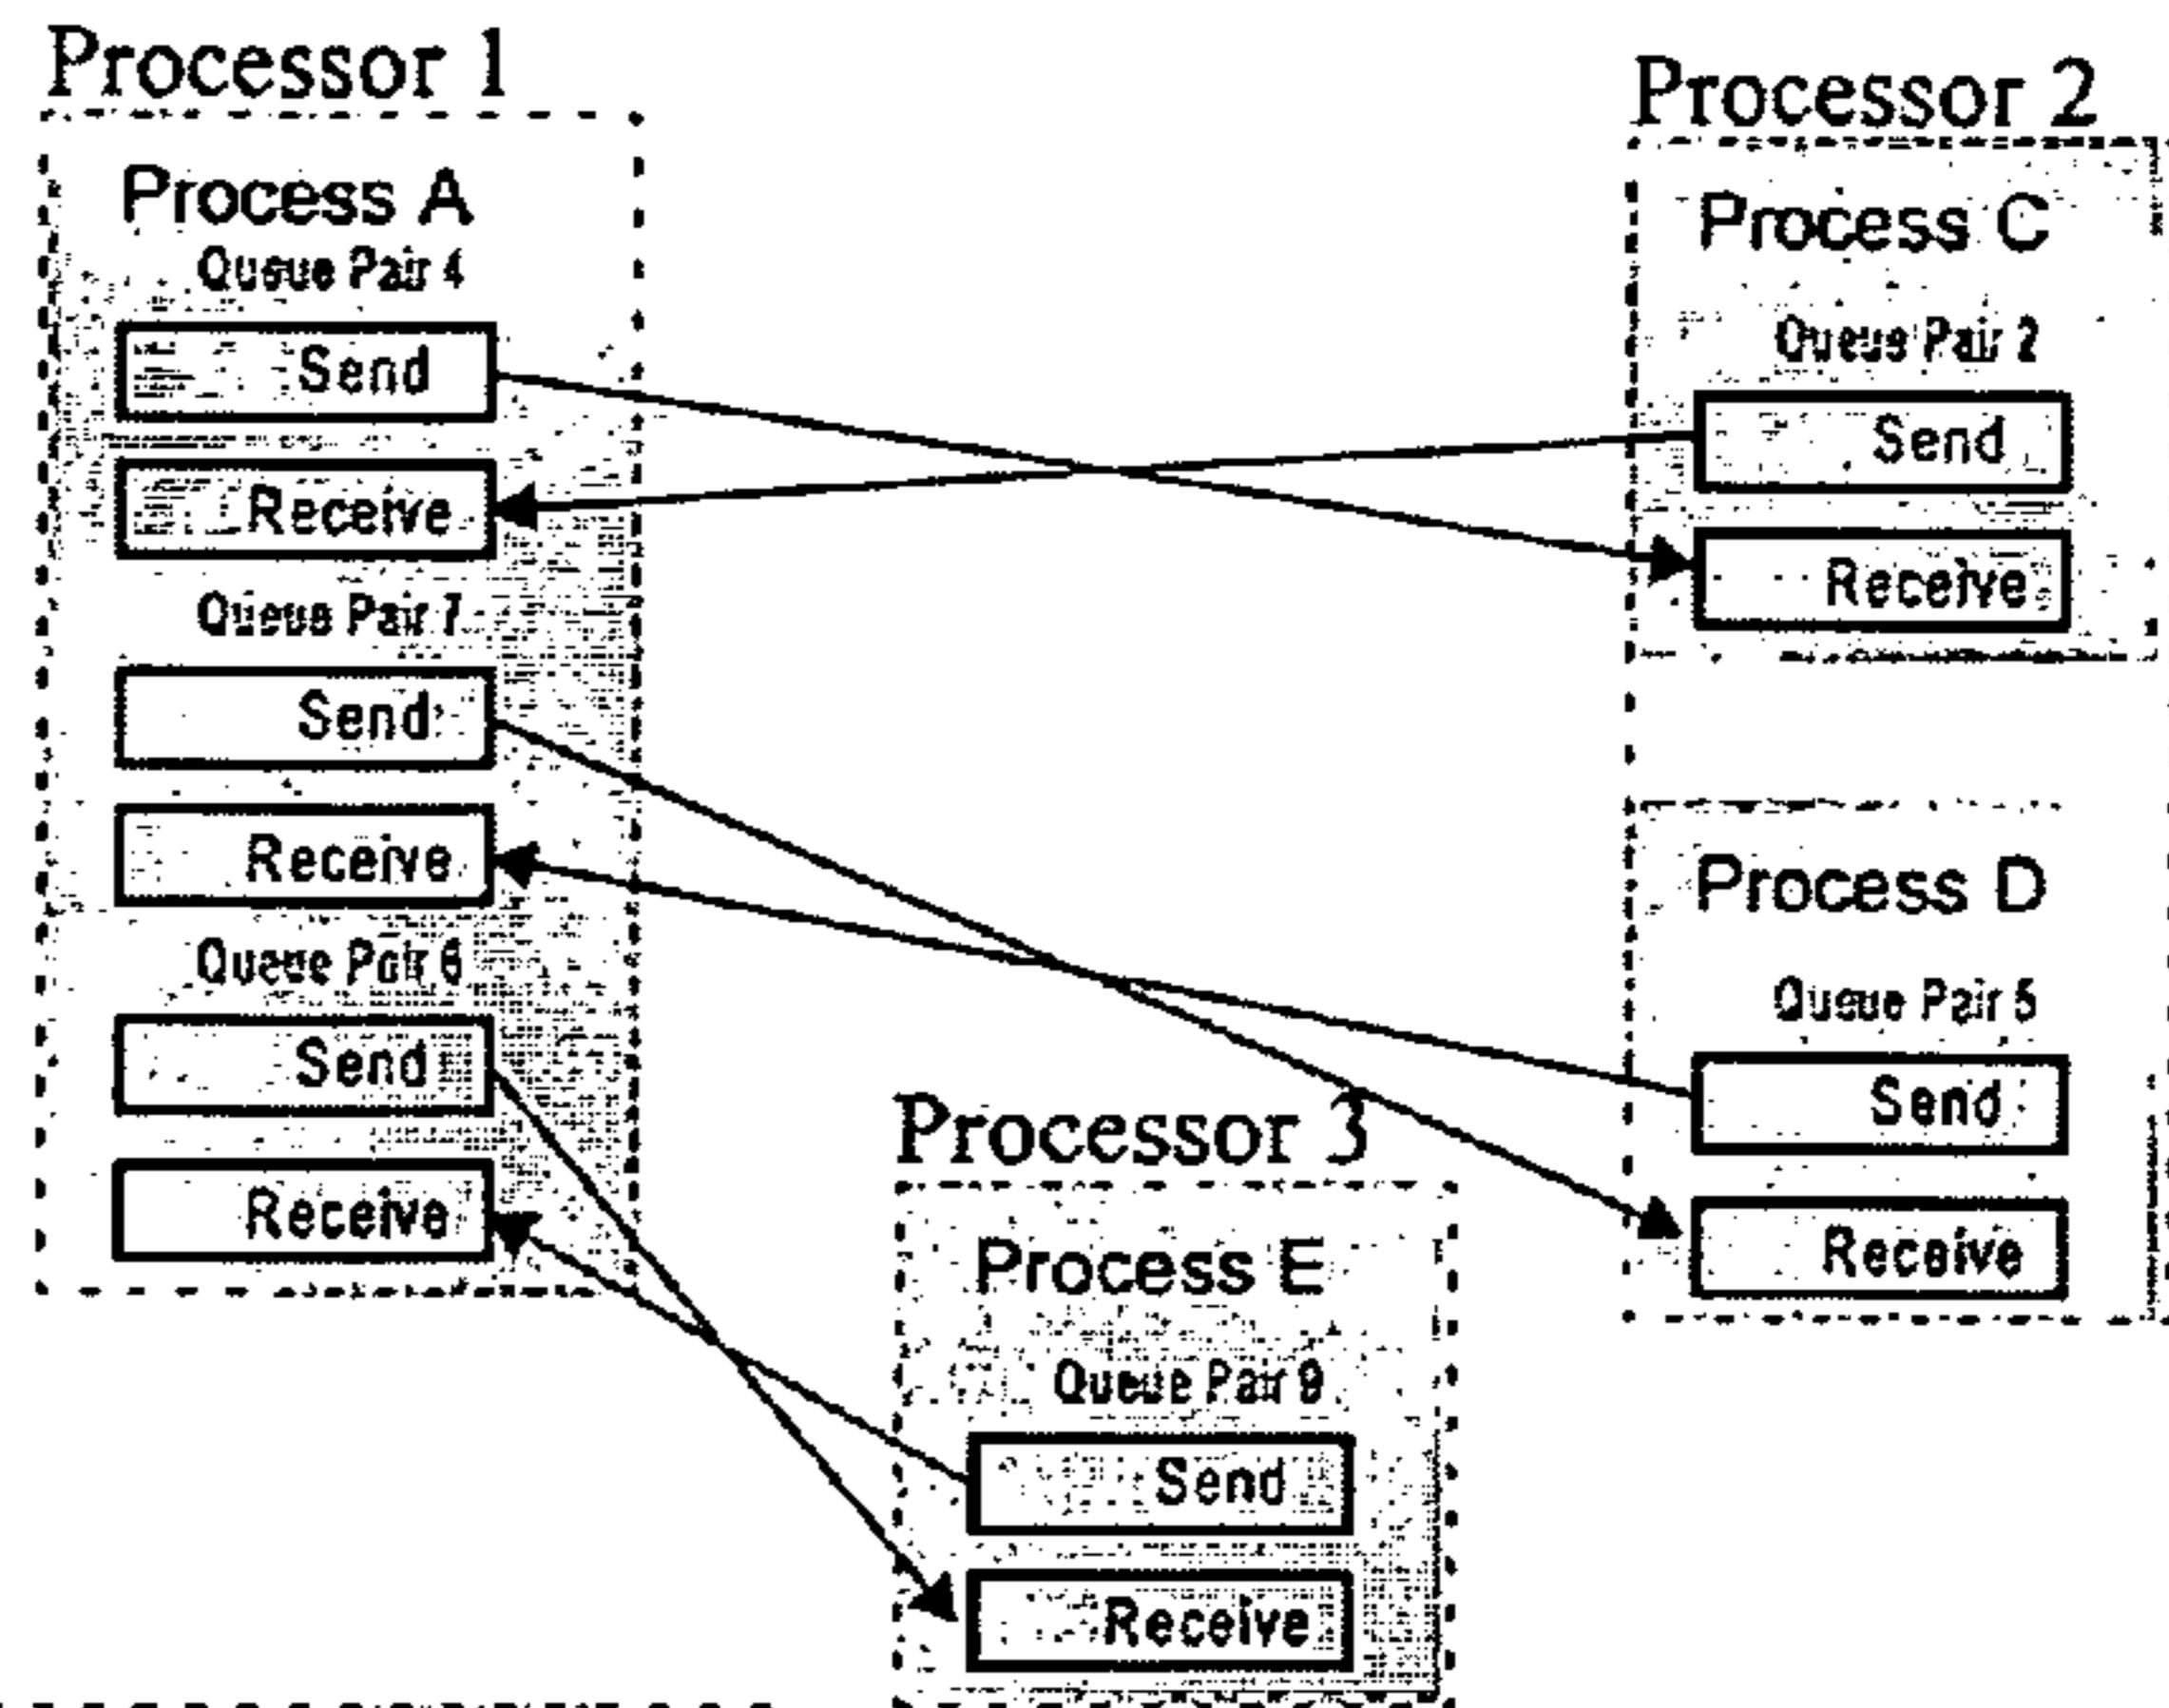 Processor 1
Process A
Queue Pair 4
Send
Receive
Queue Pair 7
Send
Receive
Queue Pair 6
Send
Receive
Processor 2
Process C
Queue Pair 2
Send
Receive
Process D
Queue Pair 5
Send
Receive
Processor 3
Process E
Queue Pair 9
Send
Receive